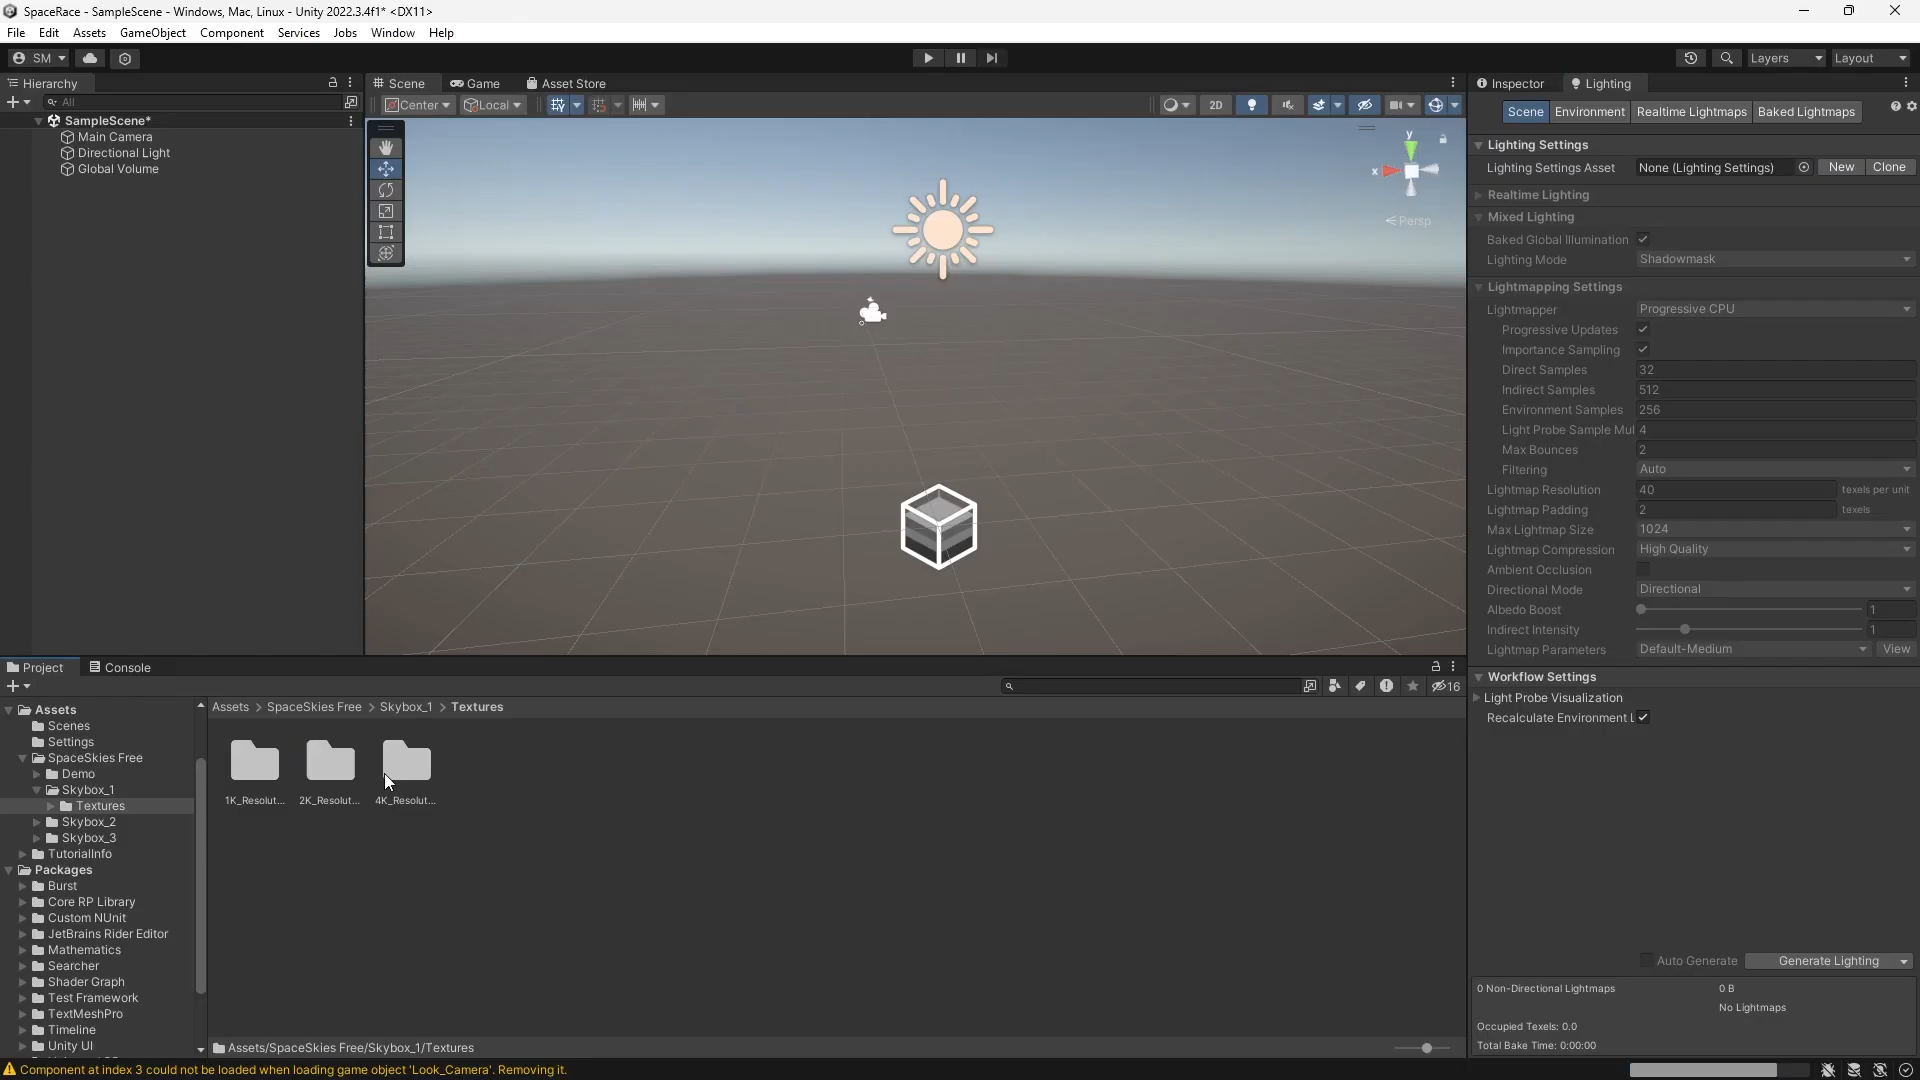 SpaceRace - SampleScene - Windows, Mac, Linux - Unity 2022.3.4f1* <DX11>
File Edit Assets GameObject Component Services Jobs Window Help
SM Layers Layout
Hierarchy
All
SampleScene*
Main Camera
Directional Light
Global Volume
Scene Game Asset Store
Center Local 2D
y
x
Persp
Inspector Lighting
Scene Environment Realtime Lightmaps Baked Lightmaps
Lighting Settings
Lighting Settings Asset None (Lighting Settings) New Clone
Realtime Lighting
Mixed Lighting
Baked Global Illumination
Lighting Mode Shadowmask
Lightmapping Settings
Lightmapper Progressive CPU
Progressive Updates
Importance Sampling
Direct Samples 32
Indirect Samples 512
Environment Samples 256
Light Probe Sample Mul 4
Max Bounces 2
Filtering Auto
Lightmap Resolution 40 texels per unit
Lightmap Padding 2 texels
Max Lightmap Size 1024
Lightmap Compression High Quality
Ambient Occlusion
Directional Mode Directional
Albedo Boost 1
Indirect Intensity 1
Lightmap Parameters Default-Medium View
Workflow Settings
Light Probe Visualization
Recalculate Environment L
Auto Generate Generate Lighting
0 Non-Directional Lightmaps 0 B
No Lightmaps
Occupied Texels: 0.0
Total Bake Time: 0:00:00
Project Console
16
Assets
Scenes
Settings
SpaceSkies Free
Demo
Skybox_1
Textures
Skybox_2
Skybox_3
TutorialInfo
Packages
Burst
Core RP Library
Custom NUnit
JetBrains Rider Editor
Mathematics
Searcher
Shader Graph
Test Framework
TextMeshPro
Timeline
Unity UI
Assets > SpaceSkies Free > Skybox_1 > Textures
1K_Resolut... 2K_Resolut... 4K_Resolut...
Assets/SpaceSkies Free/Skybox_1/Textures
Component at index 3 could not be loaded when loading game object 'Look_Camera'. Removing it.